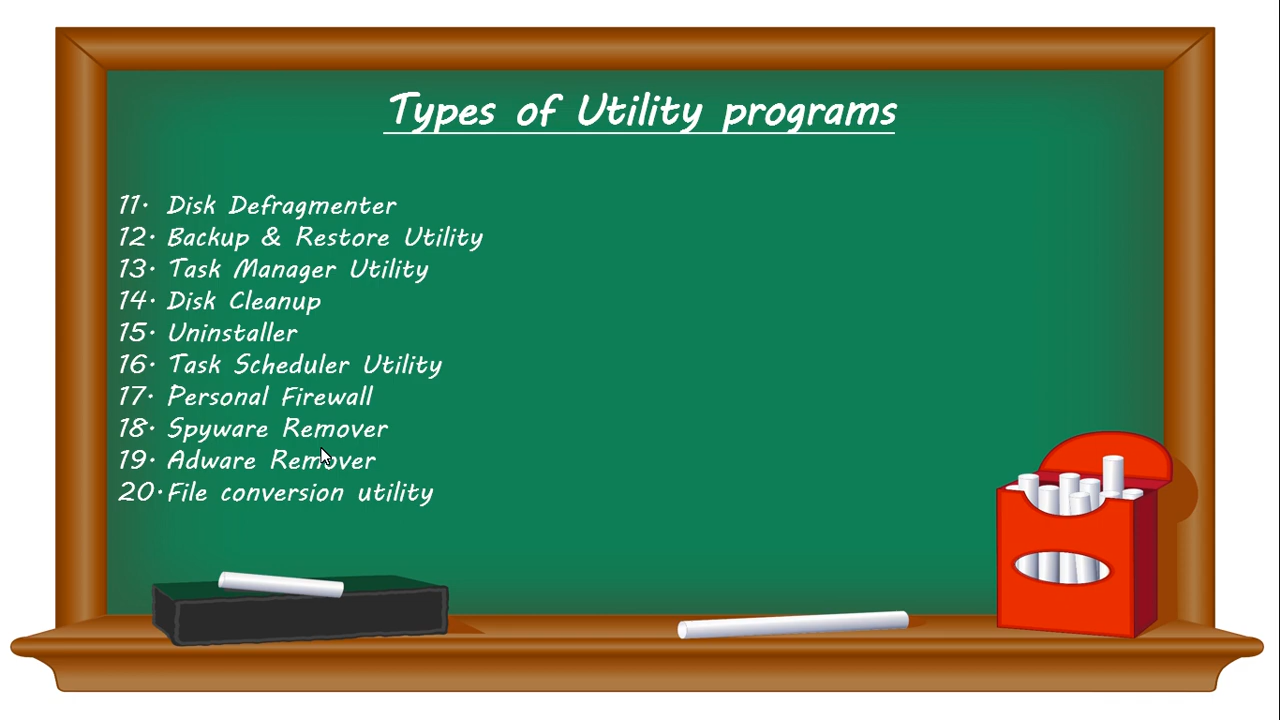 Types of Utility programs
11. Disk Defragmenter
12. Backup & Restore Utility
13. Task Manager Utility
14. Disk Cleanup
15. Uninstaller
16. Task Scheduler Utility
17. Personal Firewall
18. Spyware Remover
19. Adware Remover
20. File conversion utility